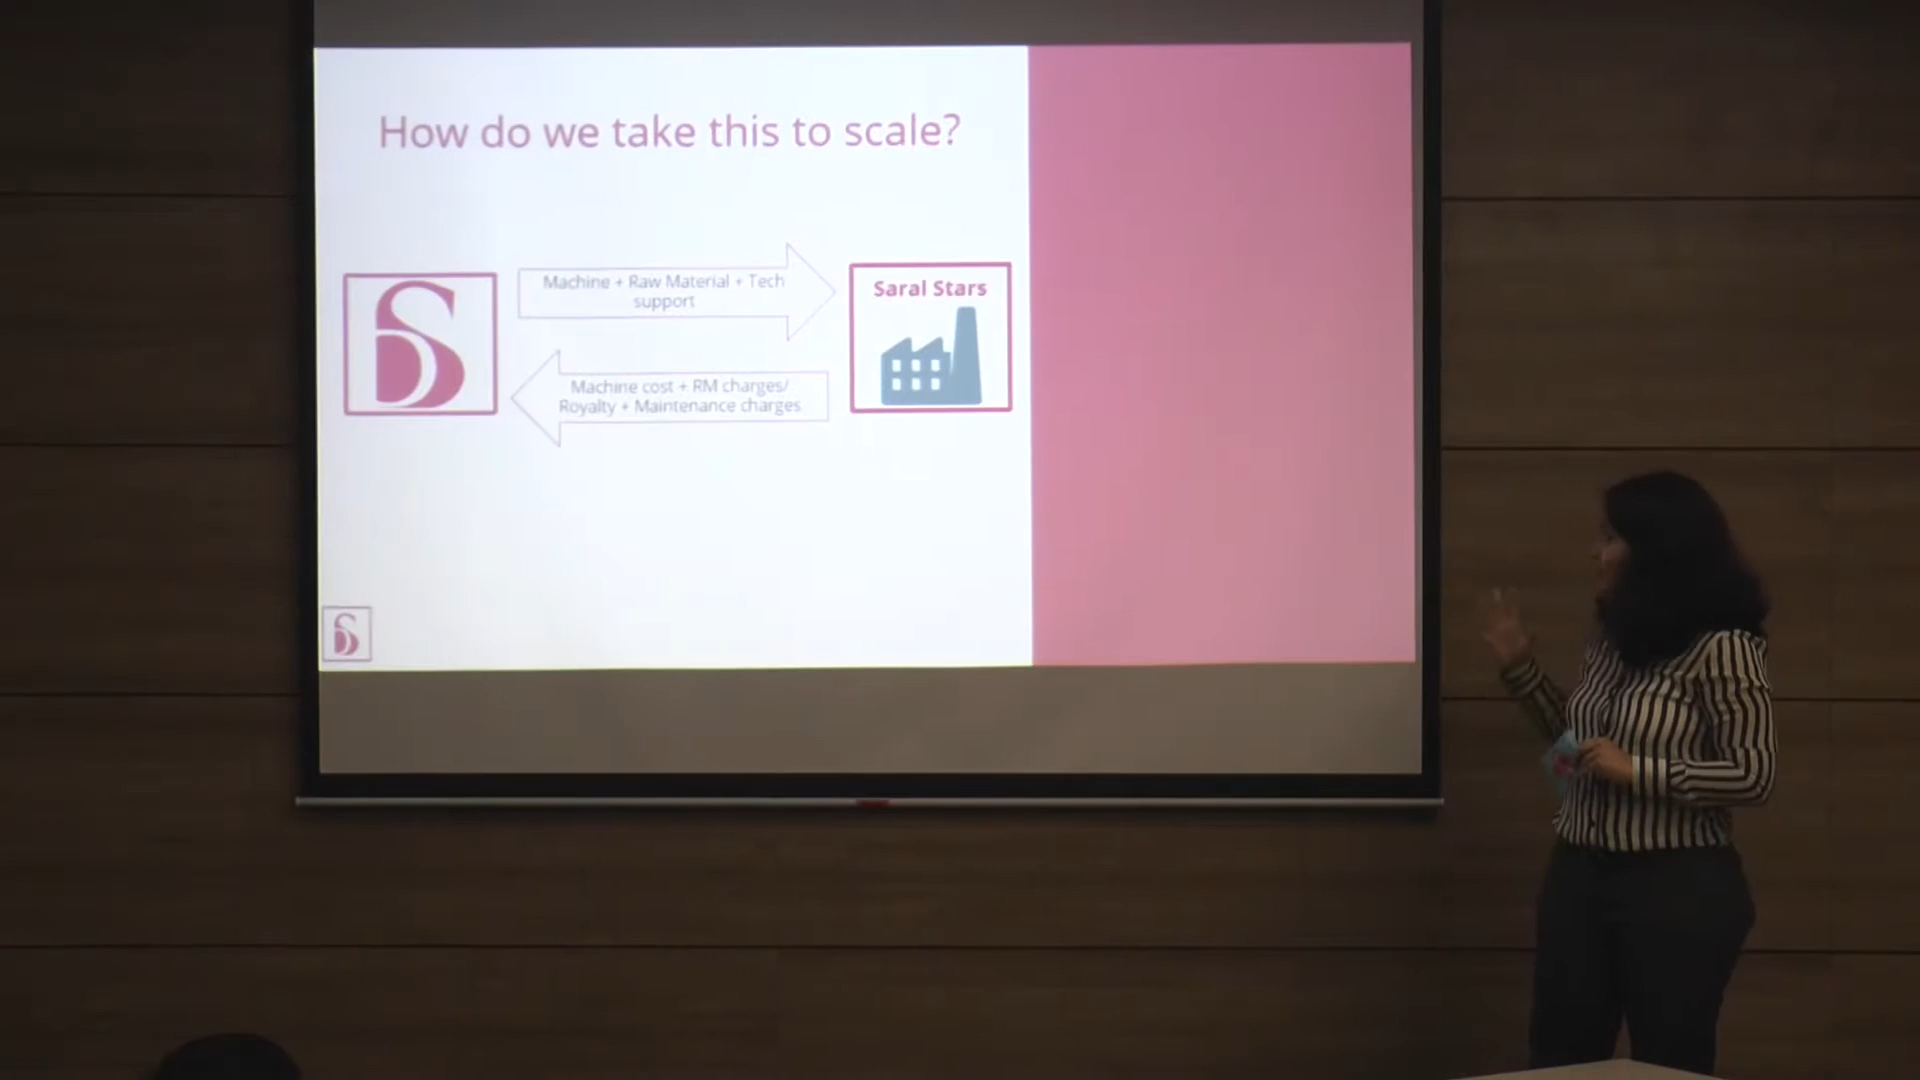 How do we take this to scale?
Machine + Raw Material + Tech
support
Saral Stars
Machine cost + RM charges/
Royalty + Maintenance charges